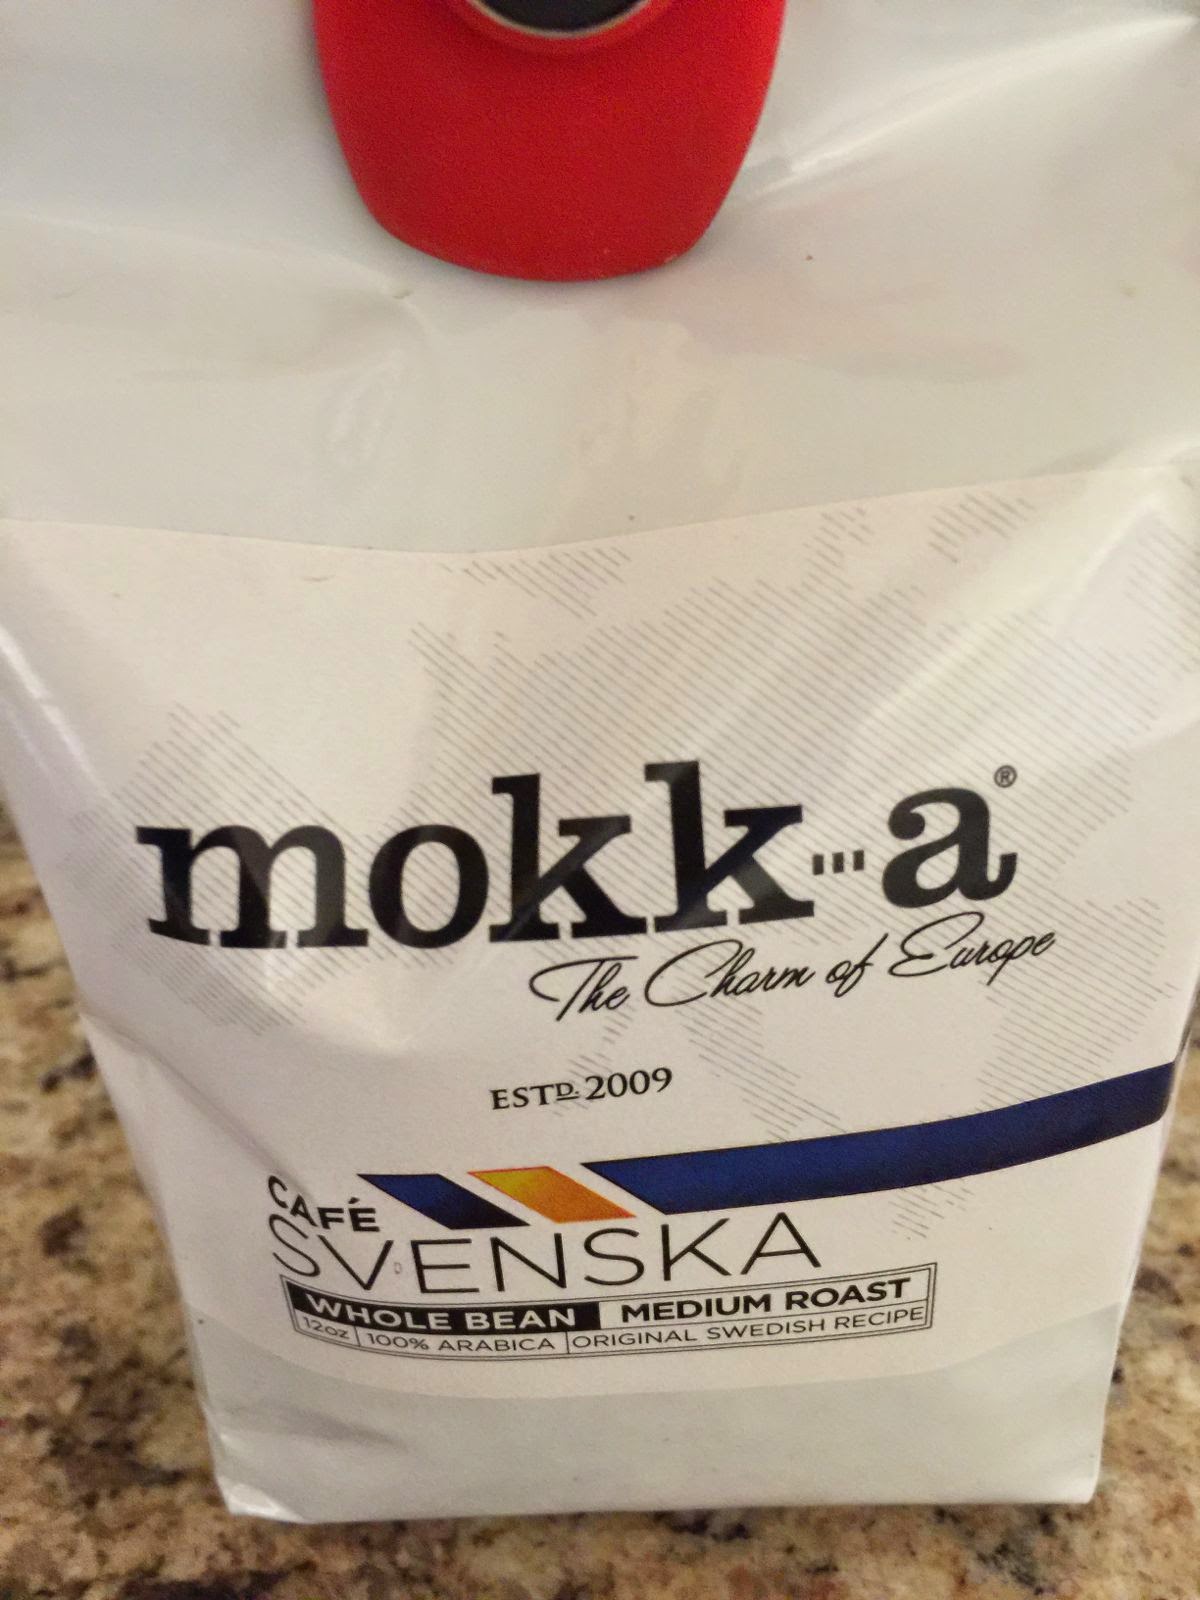 mokk···a®
The Charm of Europe
ESTD. 2009
CAFÉ
SVENSKA
WHOLE BEAN MEDIUM ROAST
12oz 100% ARABICA ORIGINAL SWEDISH RECIPE